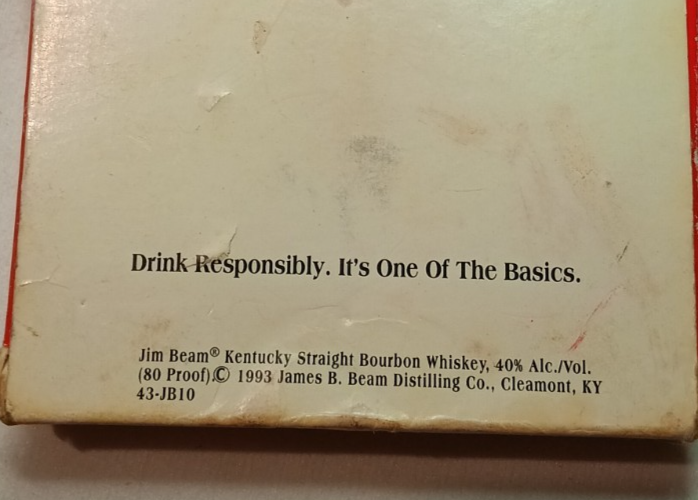 Drink Responsibly. It's One Of The Basics.
Jim Beam® Kentucky Straight Bourbon Whiskey, 40% Alc./Vol.
(80 Proof).© 1993 James B. Beam Distilling Co., Cleamont, KY
43-JB10